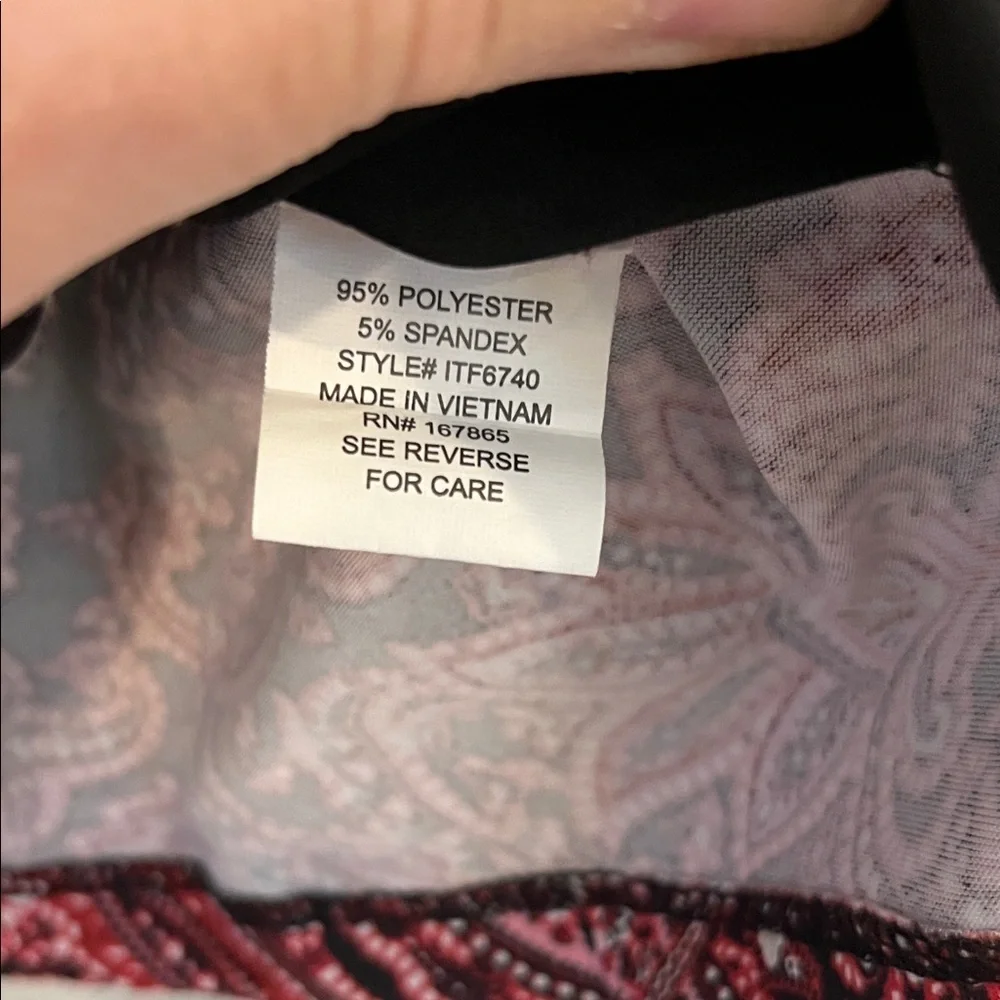 95% POLYESTER
5% SPANDEX
STYLE# ITF6740
MADE IN VIETNAM
RN# 167865
SEE REVERSE
FOR CARE